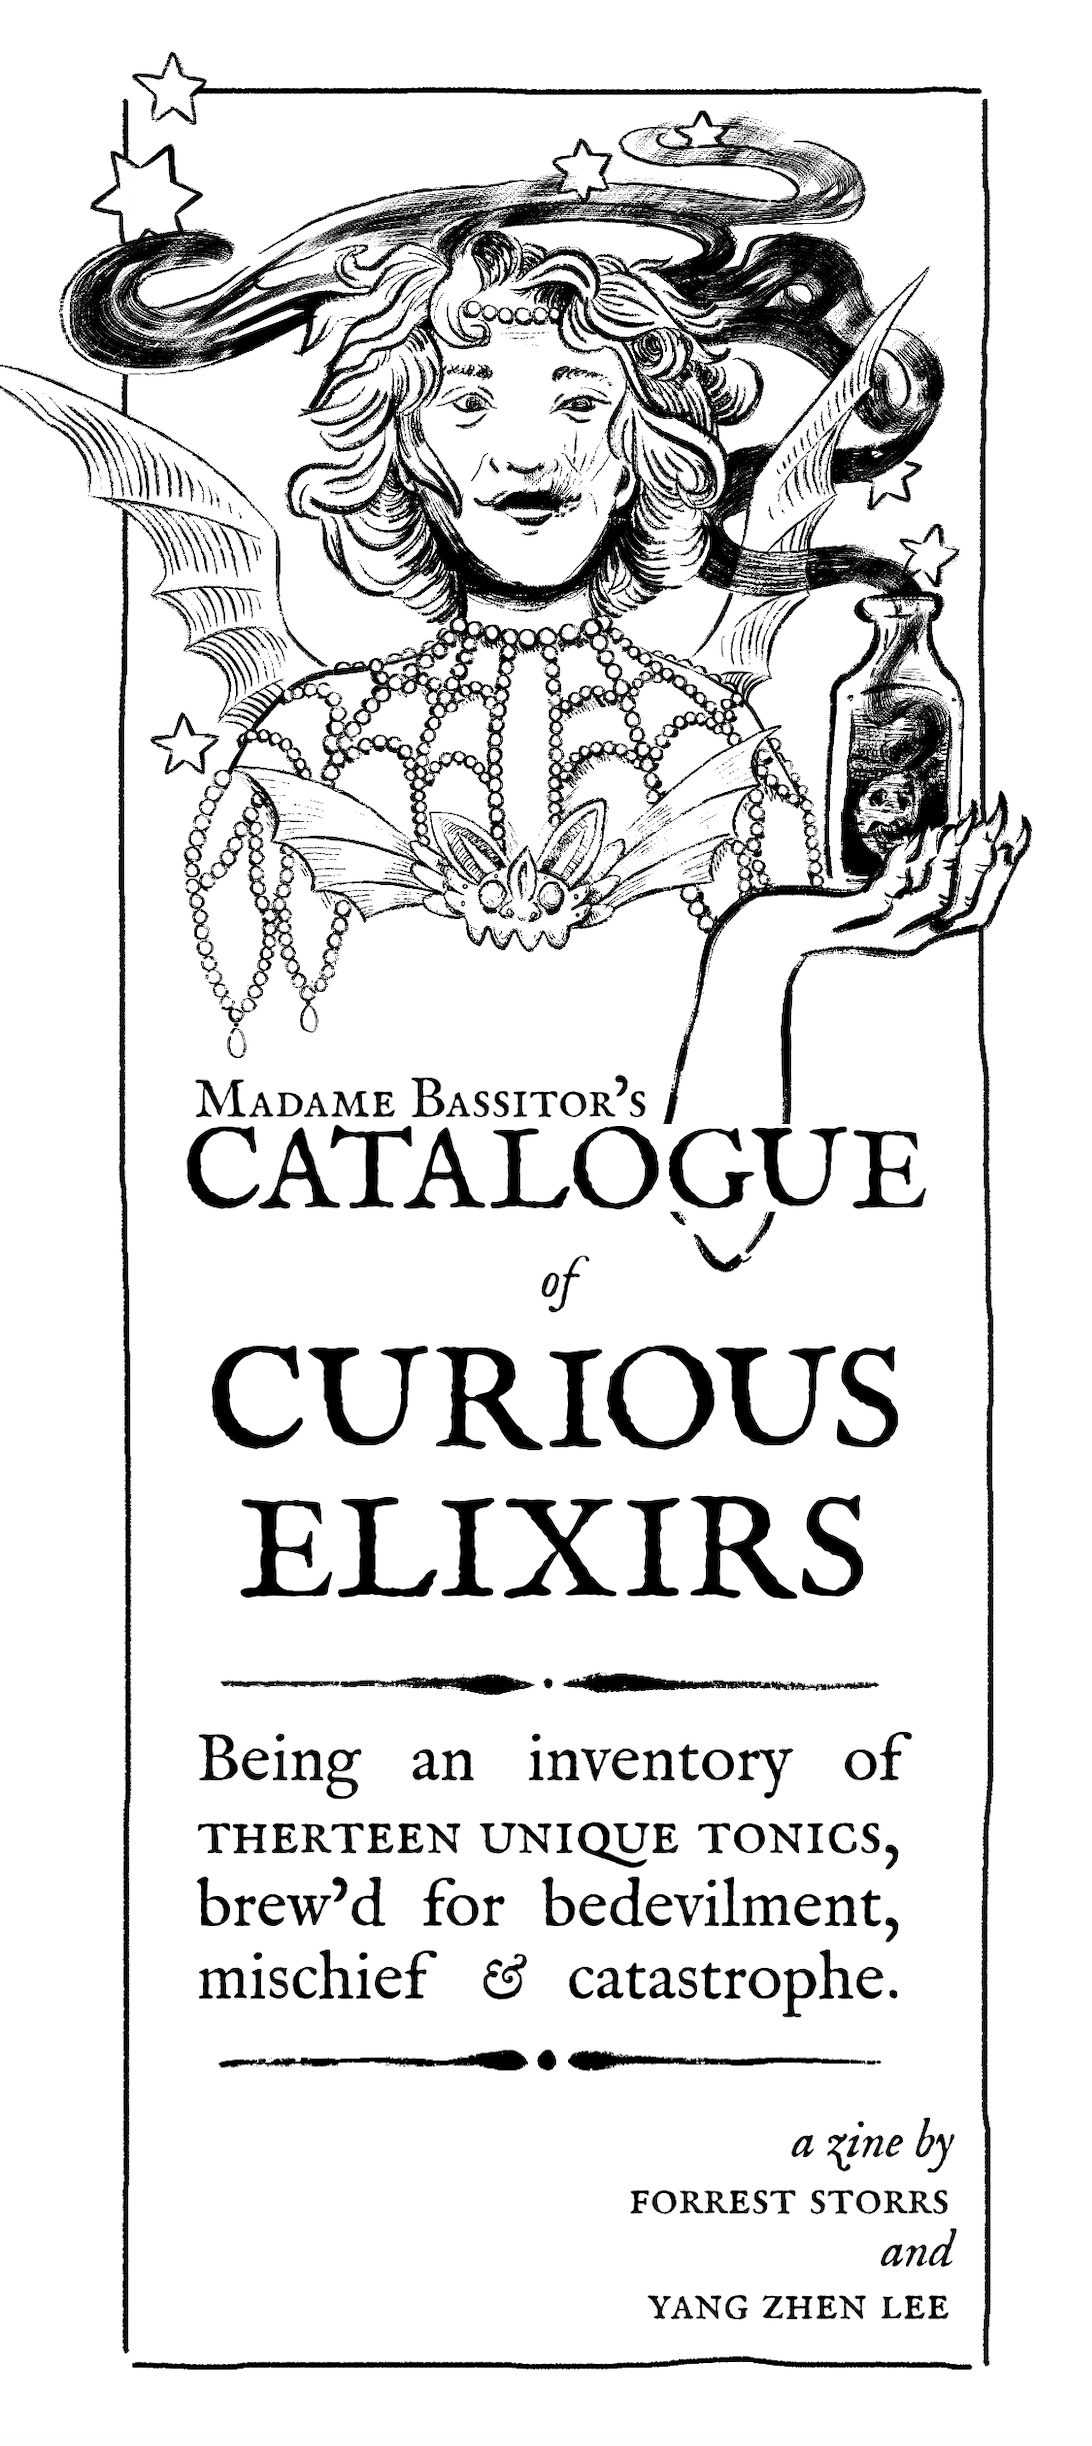 Madame Bassitor's
CATALOGUE
of
CURIOUS
ELIXIRS
Being an inventory of
THERTEEN UNIQUE TONICS,
brew'd for bedevilment,
mischief & catastrophe.
a zine by
FORREST STORRS
and
YANG ZHEN LEE